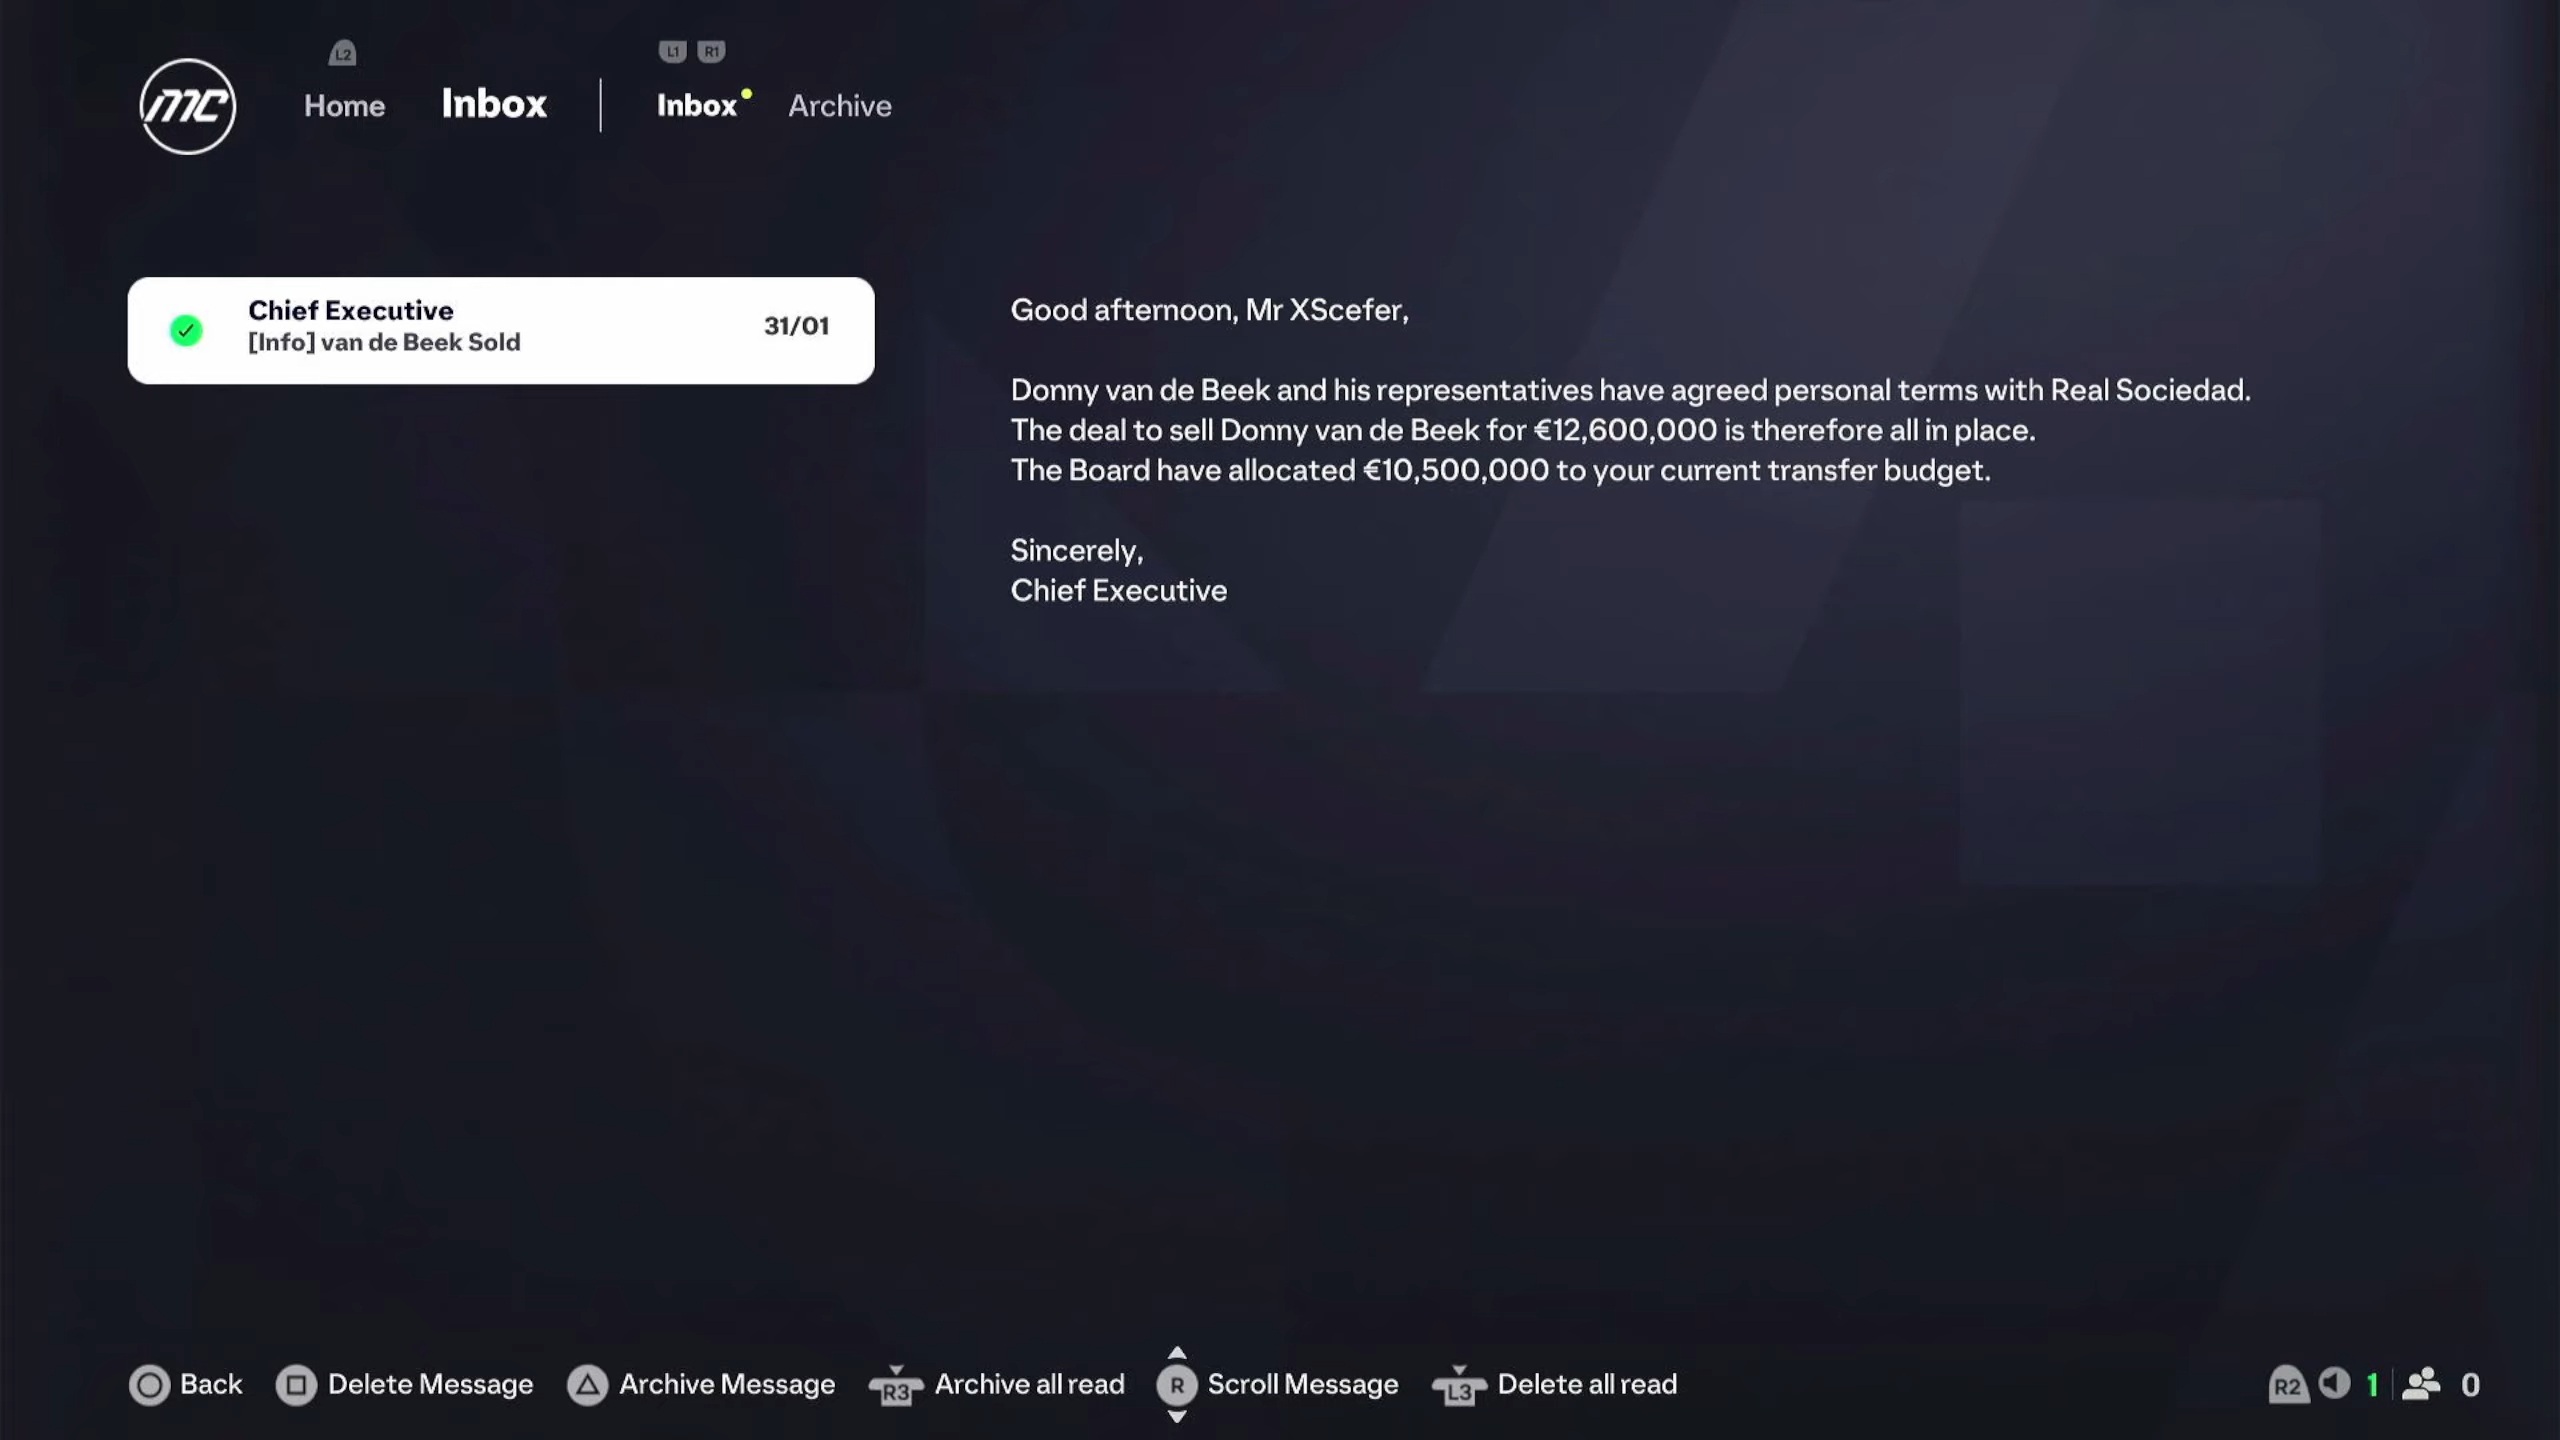 L2
L1 R1
MC
Home
Inbox
Inbox
Archive
Chief Executive
[Info] van de Beek Sold
31/01
Good afternoon, Mr XScefer,
Donny van de Beek and his representatives have agreed personal terms with Real Sociedad.
The deal to sell Donny van de Beek for €12,600,000 is therefore all in place.
The Board have allocated €10,500,000 to your current transfer budget.
Sincerely,
Chief Executive
Back
Delete Message
Archive Message
R3 Archive all read
R Scroll Message
L3 Delete all read
R2 1 0